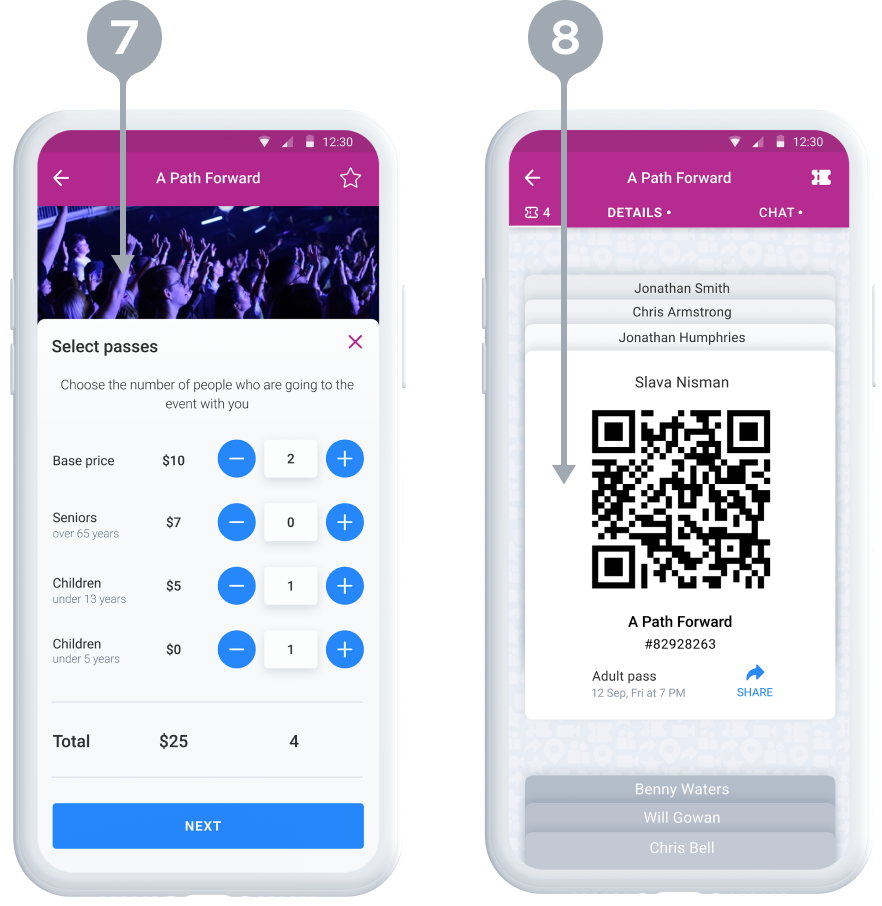 7
12:30
A Path Forward
Select passes
Choose the number of people who are going to the
event with you
Base price $10 2
Seniors
over 65 years
$7 0
Children
under 13 years
$5 1
Children
under 5 years
$0 1
Total $25 4
NEXT
8
12:30
A Path Forward
4 DETAILS • CHAT •
Jonathan Smith
Chris Armstrong
Jonathan Humphries
Slava Nisman
A Path Forward
#82928263
Adult pass
12 Sep, Fri at 7 PM
SHARE
Benny Waters
Will Gowan
Chris Bell